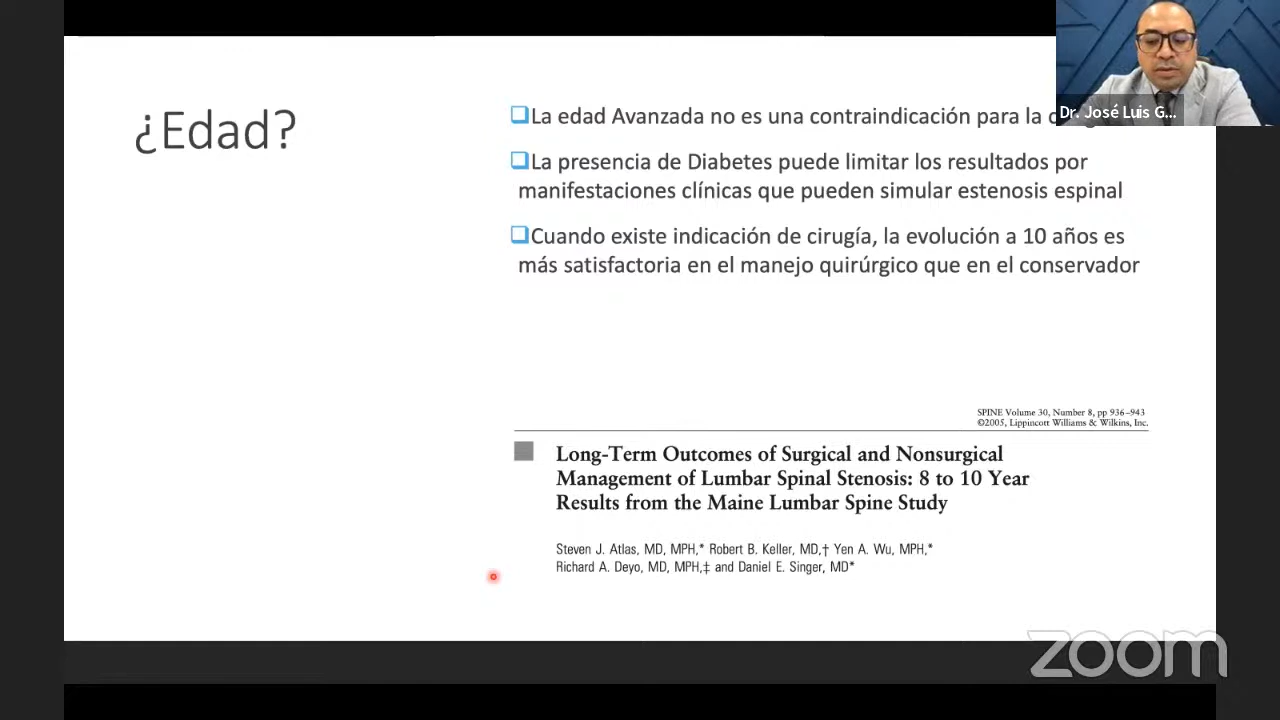 ¿Edad?
La edad Avanzada no es una contraindicación para la
La presencia de Diabetes puede limitar los resultados por
manifestaciones clínicas que pueden simular estenosis espinal
Cuando existe indicación de cirugía, la evolución a 10 años es
más satisfactoria en el manejo quirúrgico que en el conservador
Dr. José Luis G...
SPINE Volume 30, Number 8, pp 936–943
©2005, Lippincott Williams & Wilkins, Inc.
Long-Term Outcomes of Surgical and Nonsurgical
Management of Lumbar Spinal Stenosis: 8 to 10 Year
Results from the Maine Lumbar Spine Study
Steven J. Atlas, MD, MPH,* Robert B. Keller, MD,† Yen A. Wu, MPH,*
Richard A. Deyo, MD, MPH,‡ and Daniel E. Singer, MD*
zoom